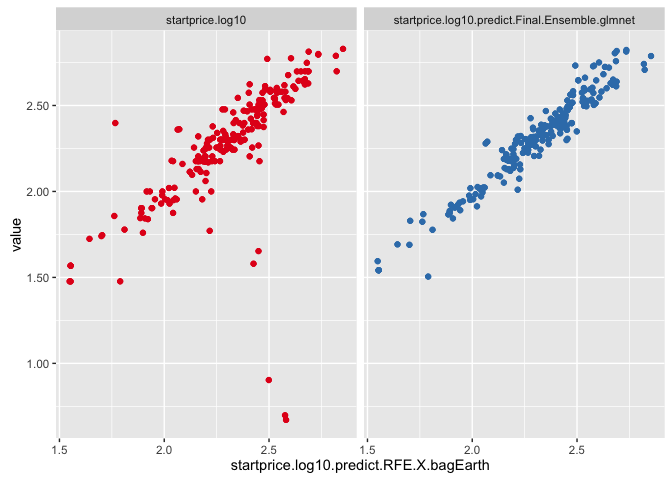 startprice.log10
startprice.log10.predict.Final.Ensemble.glmnet
value
2.50
2.00
1.50
1.00
1.5
2.0
2.5
1.5
2.0
2.5
startprice.log10.predict.RFE.X.bagEarth